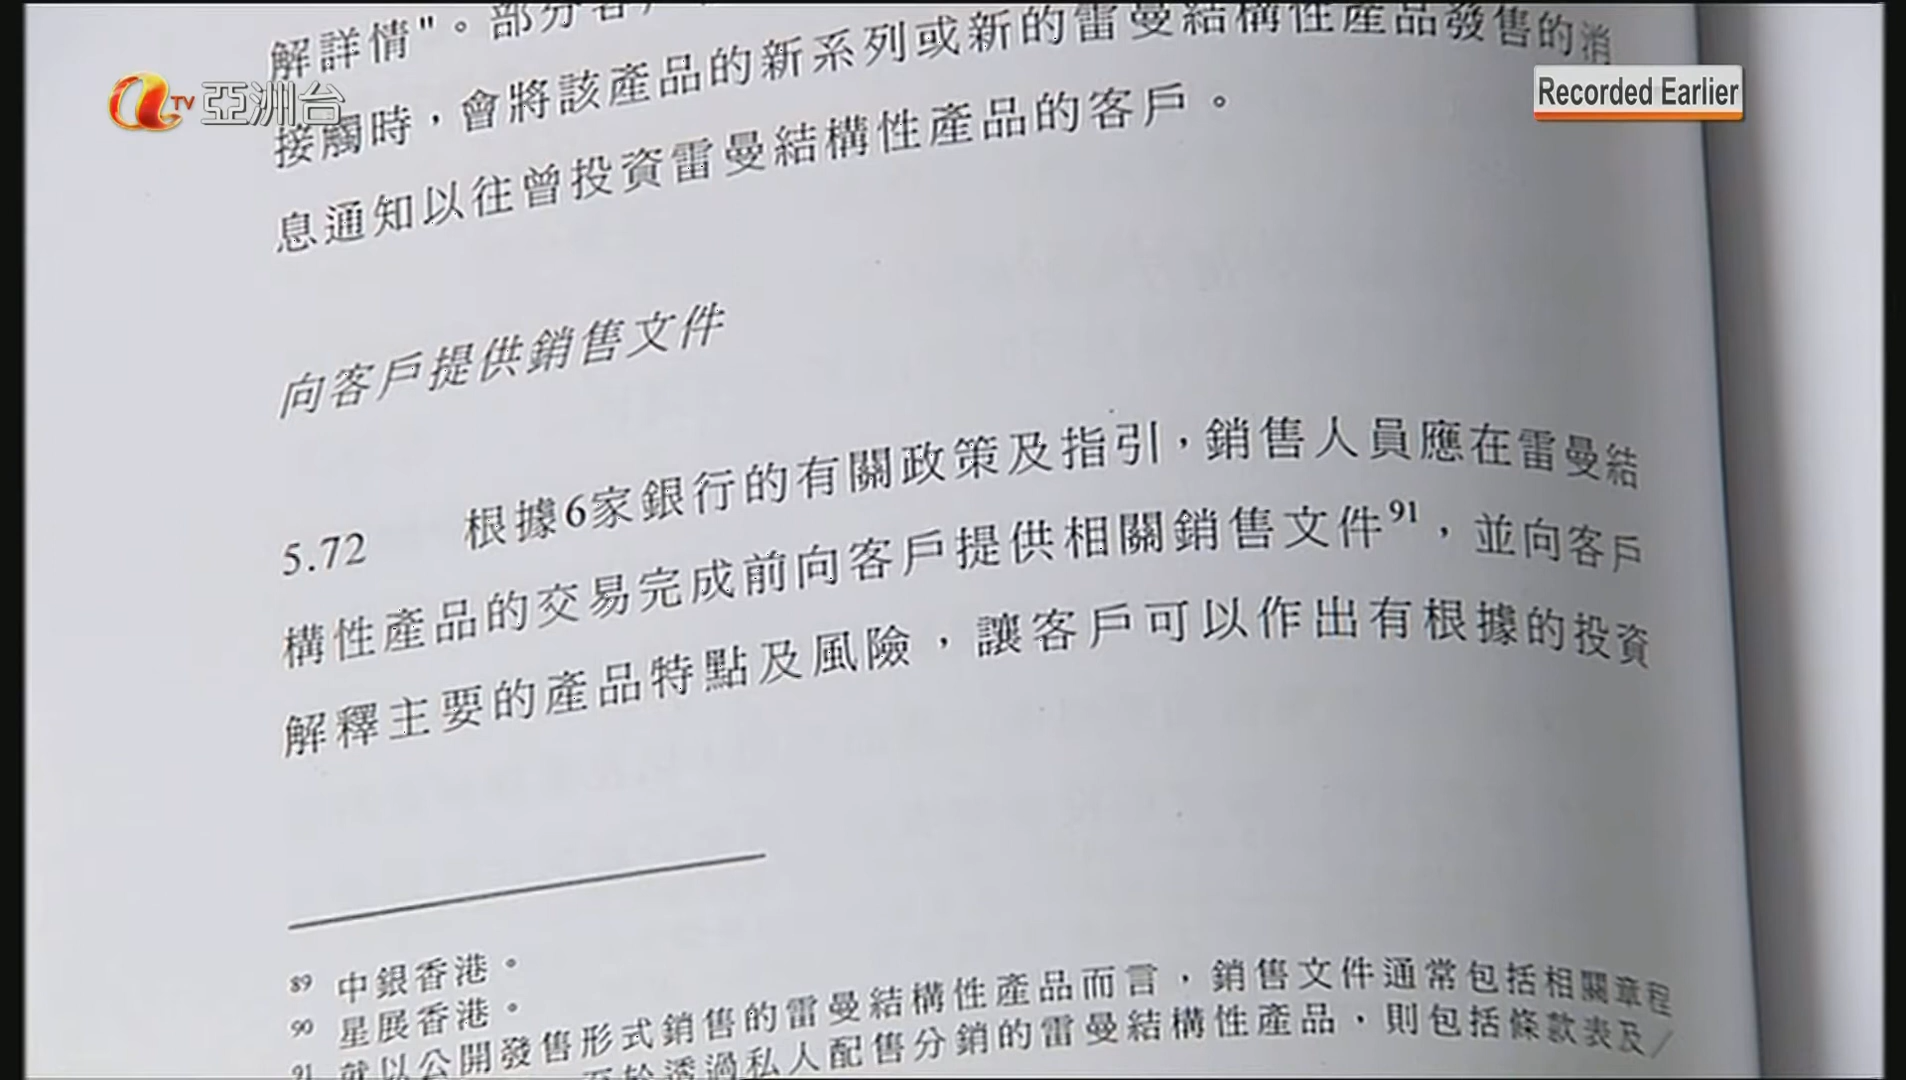 解詳情"。部分客戶
接觸時，會將該產品的新系列或新的雷曼結構性產品發售的消
息通知以往曾投資雷曼結構性產品的客戶。
TV 亞洲台
Recorded Earlier
向客戶提供銷售文件
5.72 根據6家銀行的有關政策及指引，銷售人員應在雷曼結
構性產品的交易完成前向客戶提供相關銷售文件91，並向客戶
解釋主要的產品特點及風險，讓客戶可以作出有根據的投資
89 中銀香港。
90 星展香港。
91 就以公開發售形式銷售的雷曼結構性產品而言，銷售文件通常包括相關章程
至於透過私人配售分銷的雷曼結構性產品，則包括條款表及/